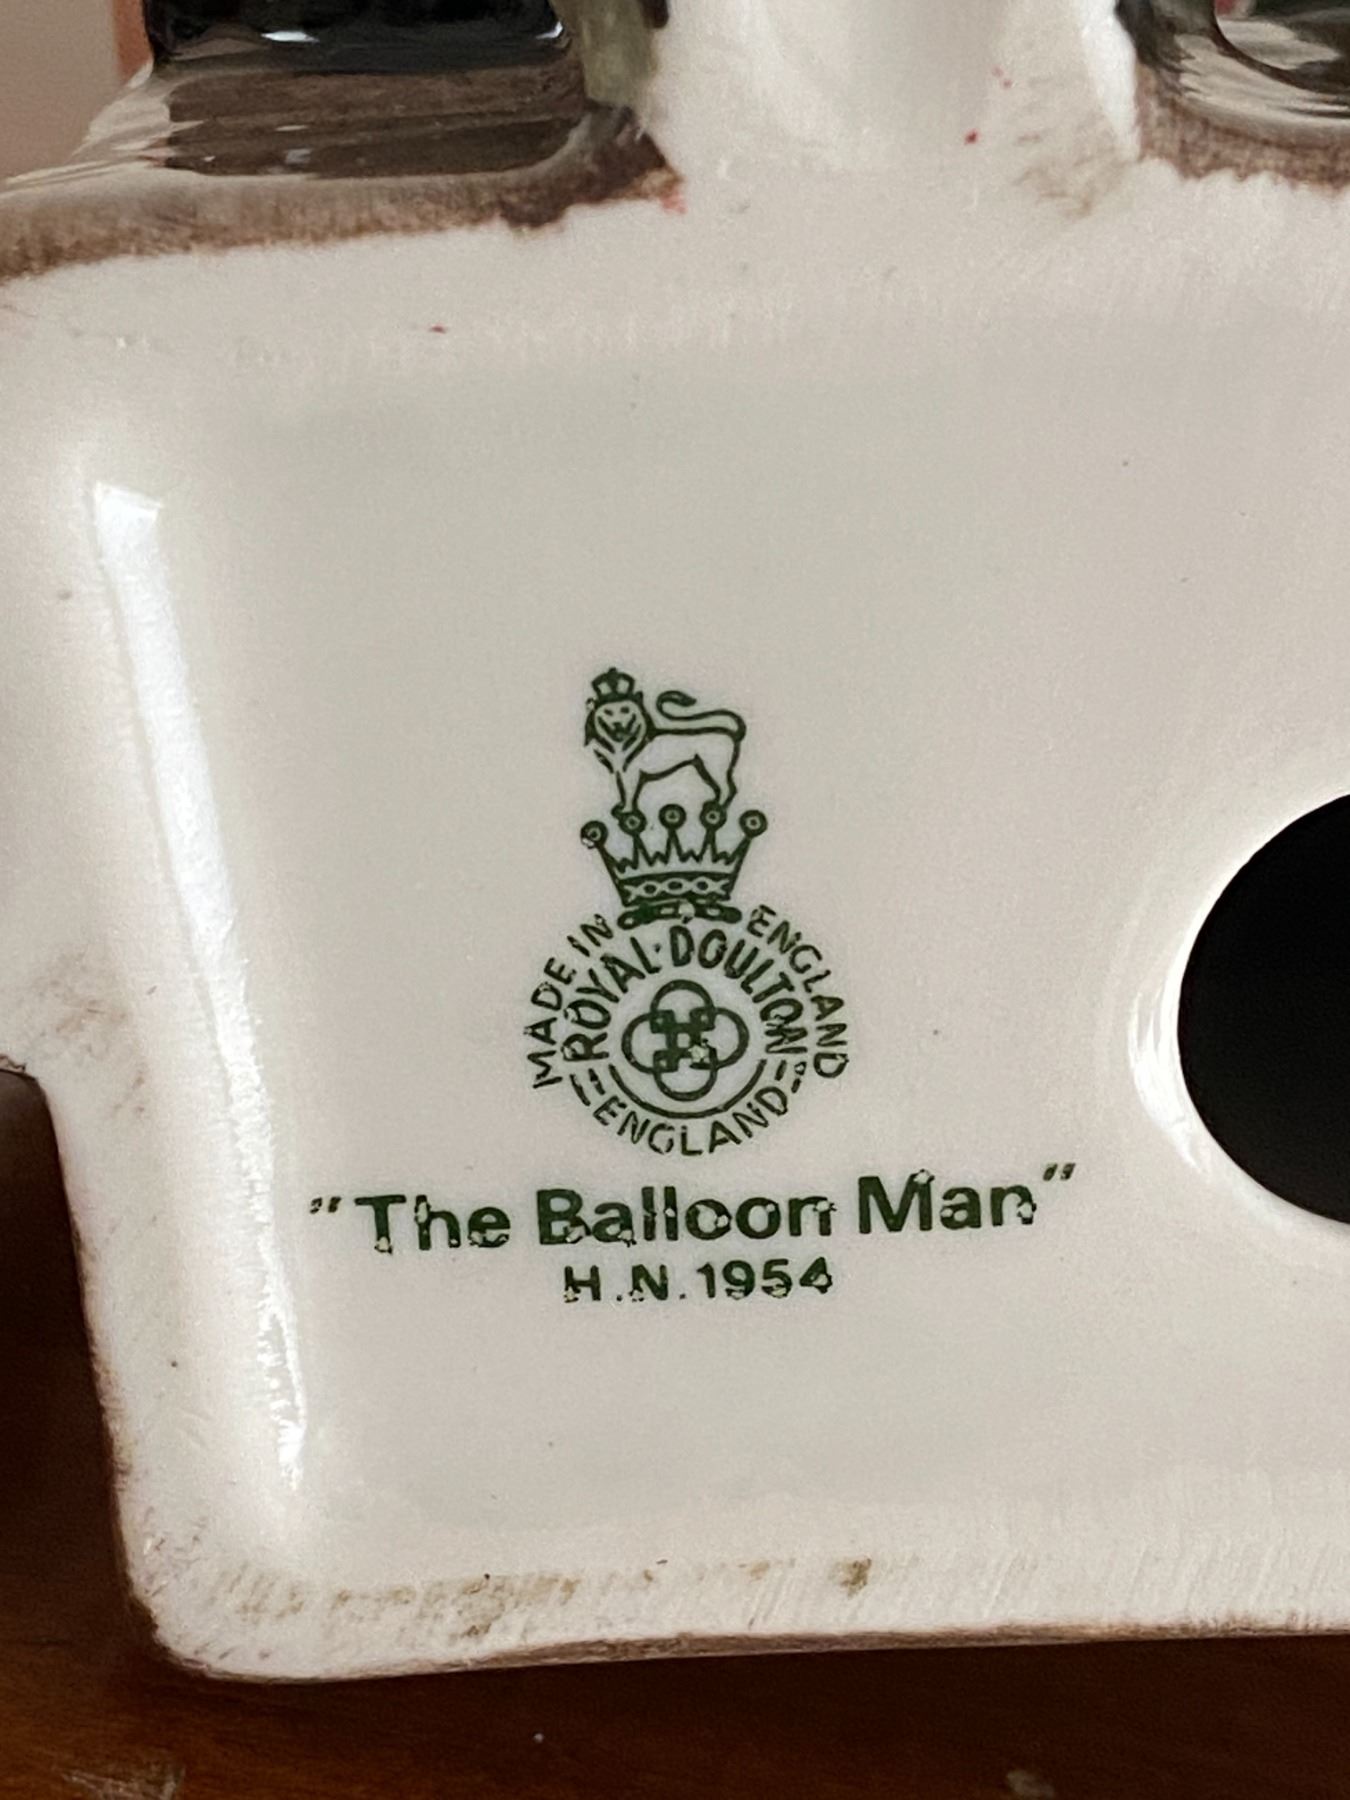 MADE IN ENGLAND
ROYAL·DOULTON
ENGLAND
"The Balloon Man"
H.N.1954